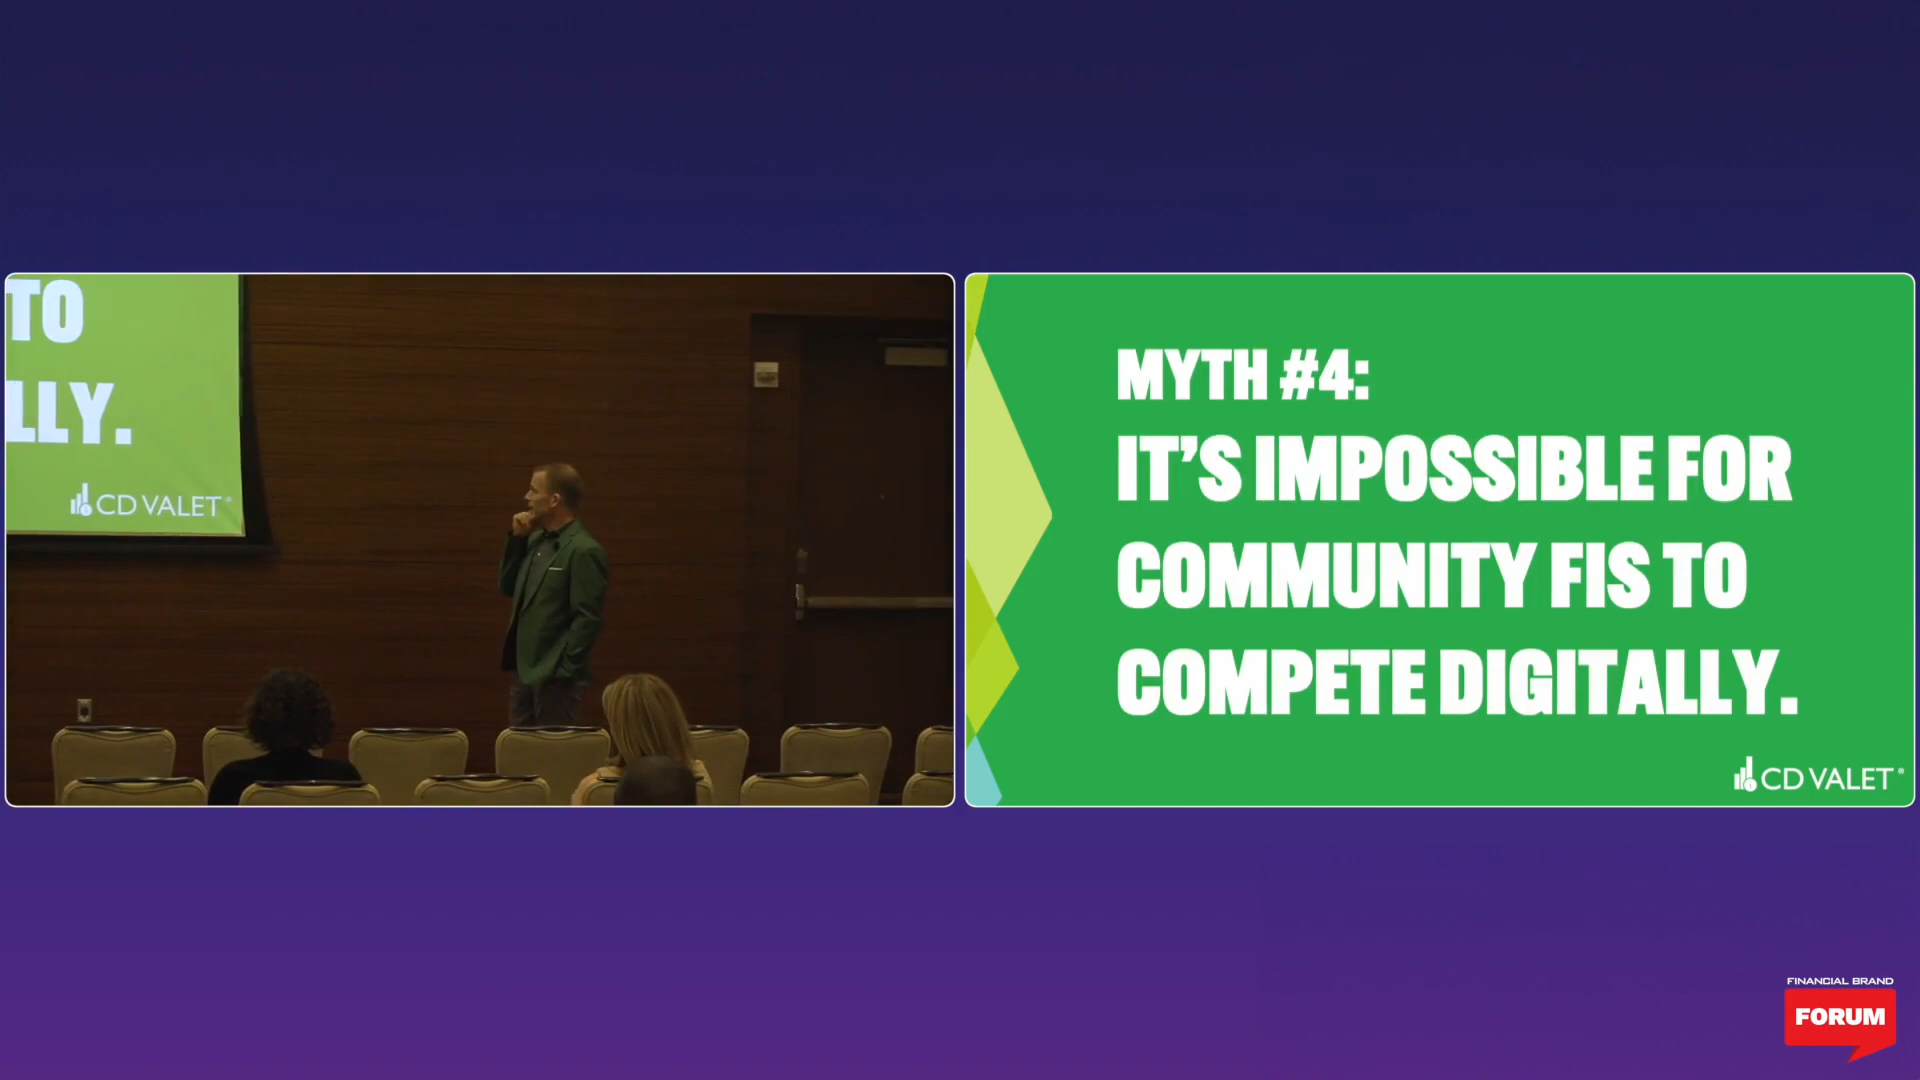 TO
LLY.
CD VALET®
MYTH #4:
IT'S IMPOSSIBLE FOR
COMMUNITY FIS TO
COMPETE DIGITALLY.
CD VALET®
FINANCIAL BRAND
FORUM